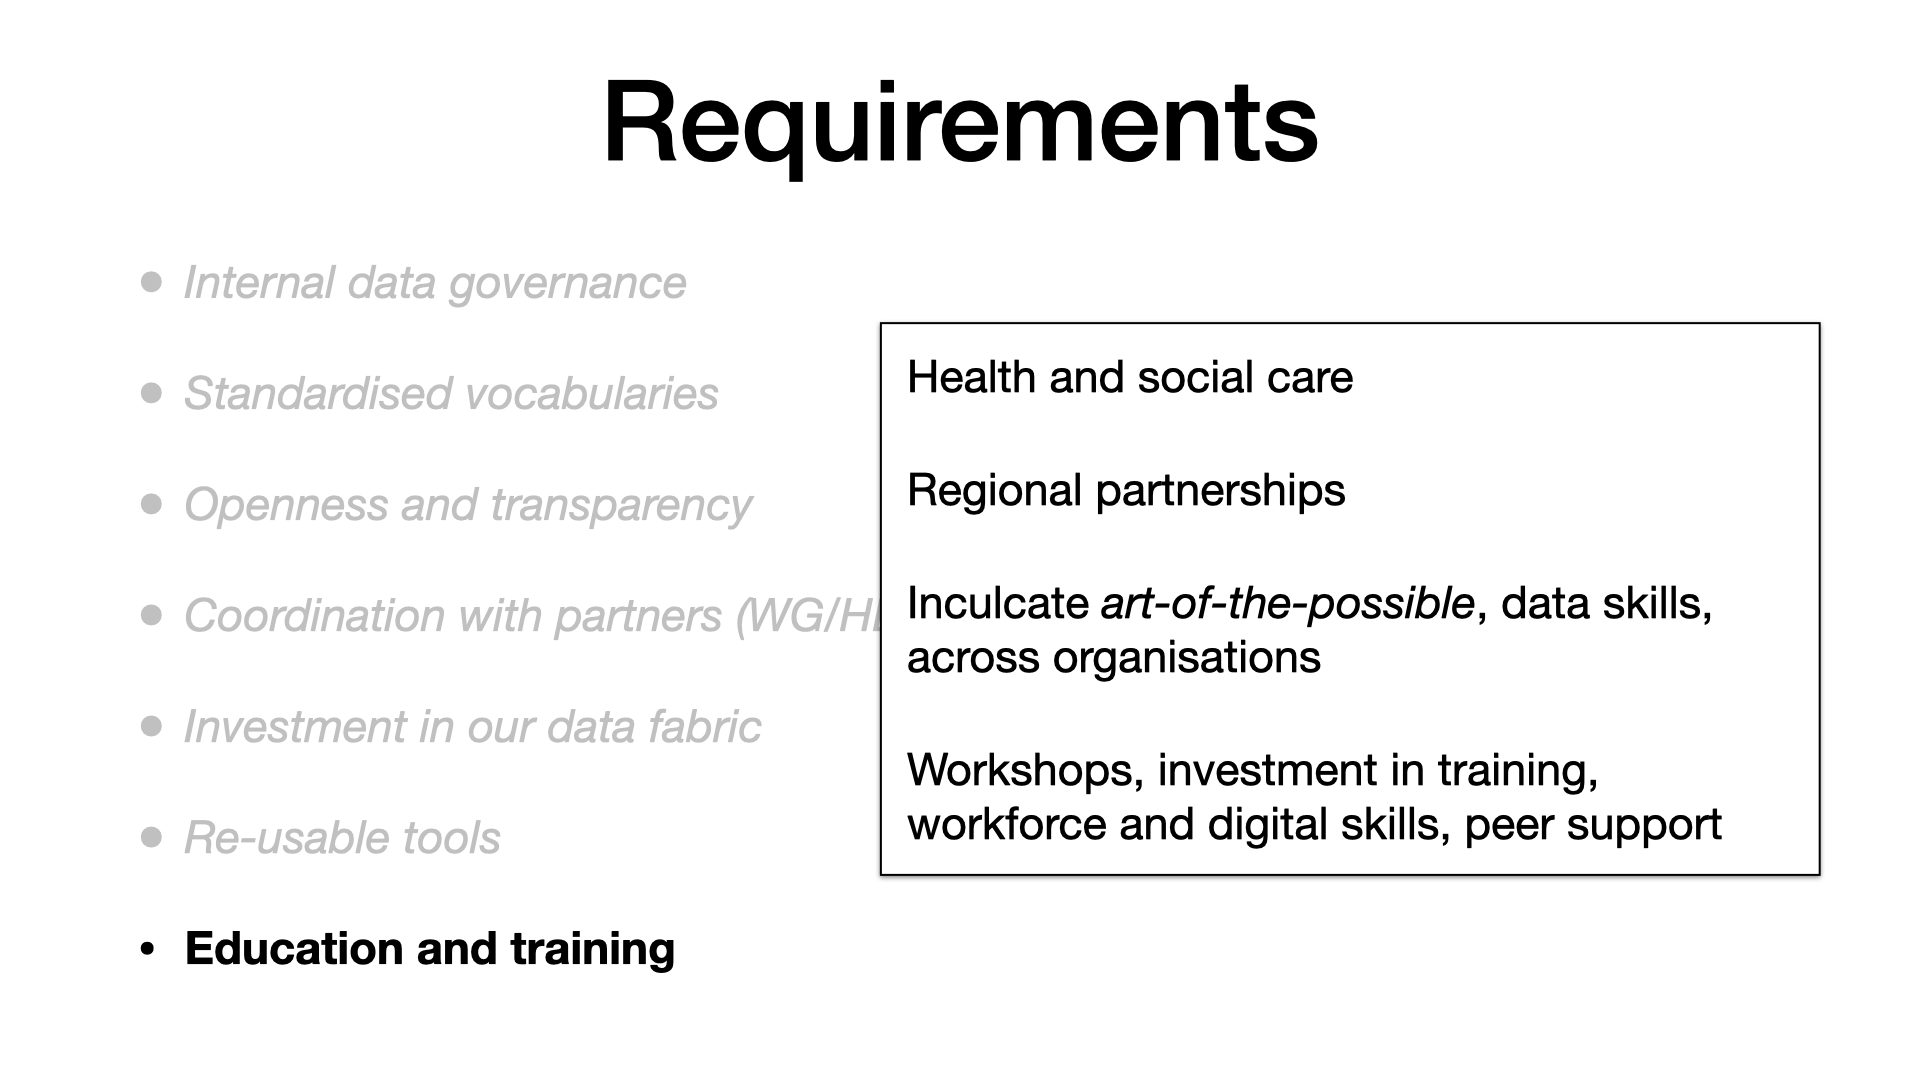 Requirements
• Internal data governance
• Standardised vocabularies
• Openness and transparency
• Coordination with partners
• Investment in our data fabric
• Re-usable tools
• Education and training
Health and social care
Regional partnerships
Inculcate art-of-the-possible, data skills,
across organisations
Workshops, investment in training,
workforce and digital skills, peer support